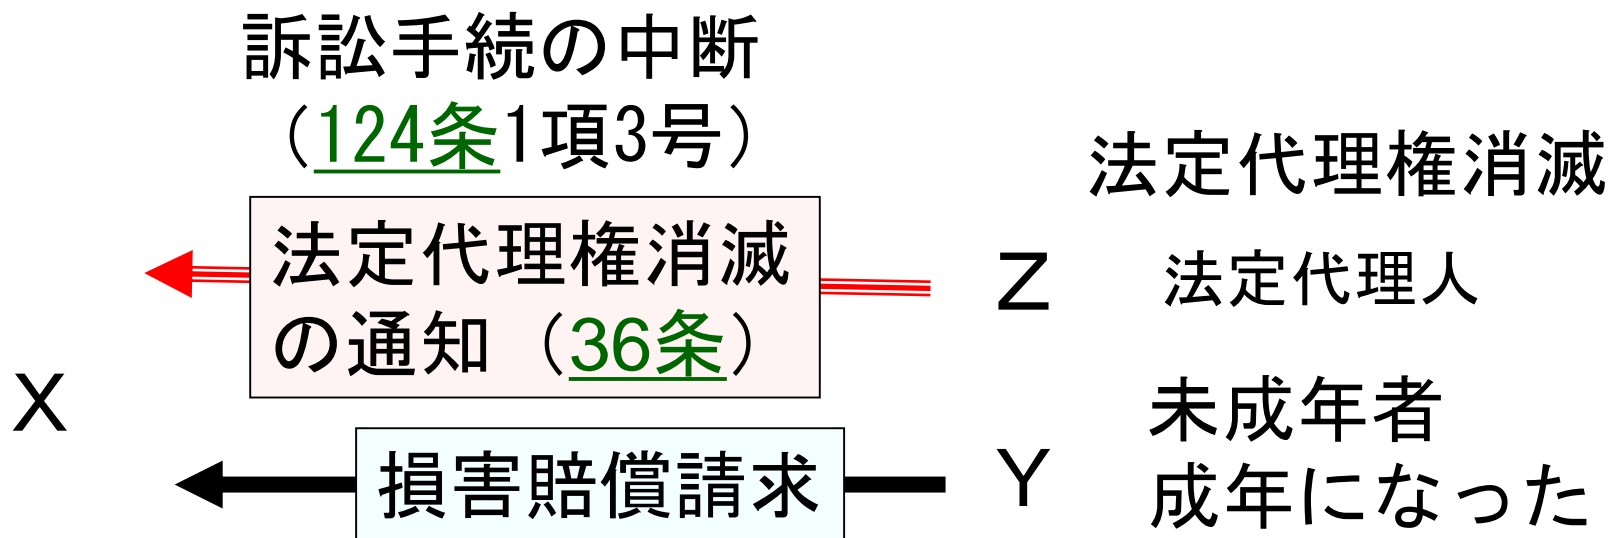 訴訟手続の中断
（124条1項3号）
法定代理権消滅
法定代理権消滅
の通知（36条）
Z 法定代理人
X
未成年者
Y
成年になった
損害賠償請求